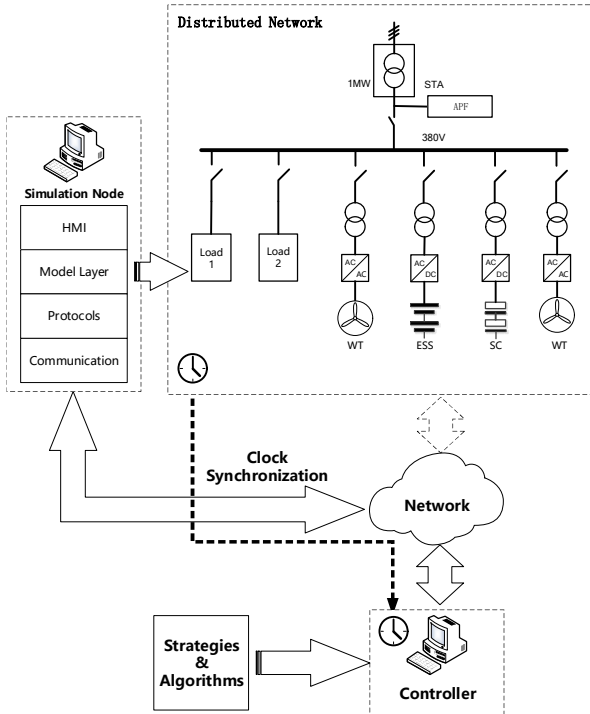 Distributed Network
1MW
STA
APF
380V
Simulation Node
HMI
Model Layer
Protocols
Communication
Load
1
Load
2
AC
AC
AC
DC
AC
DC
AC
AC
WT
ESS
SC
WT
Clock
Synchronization
Network
Strategies
&
Algorithms
Controller